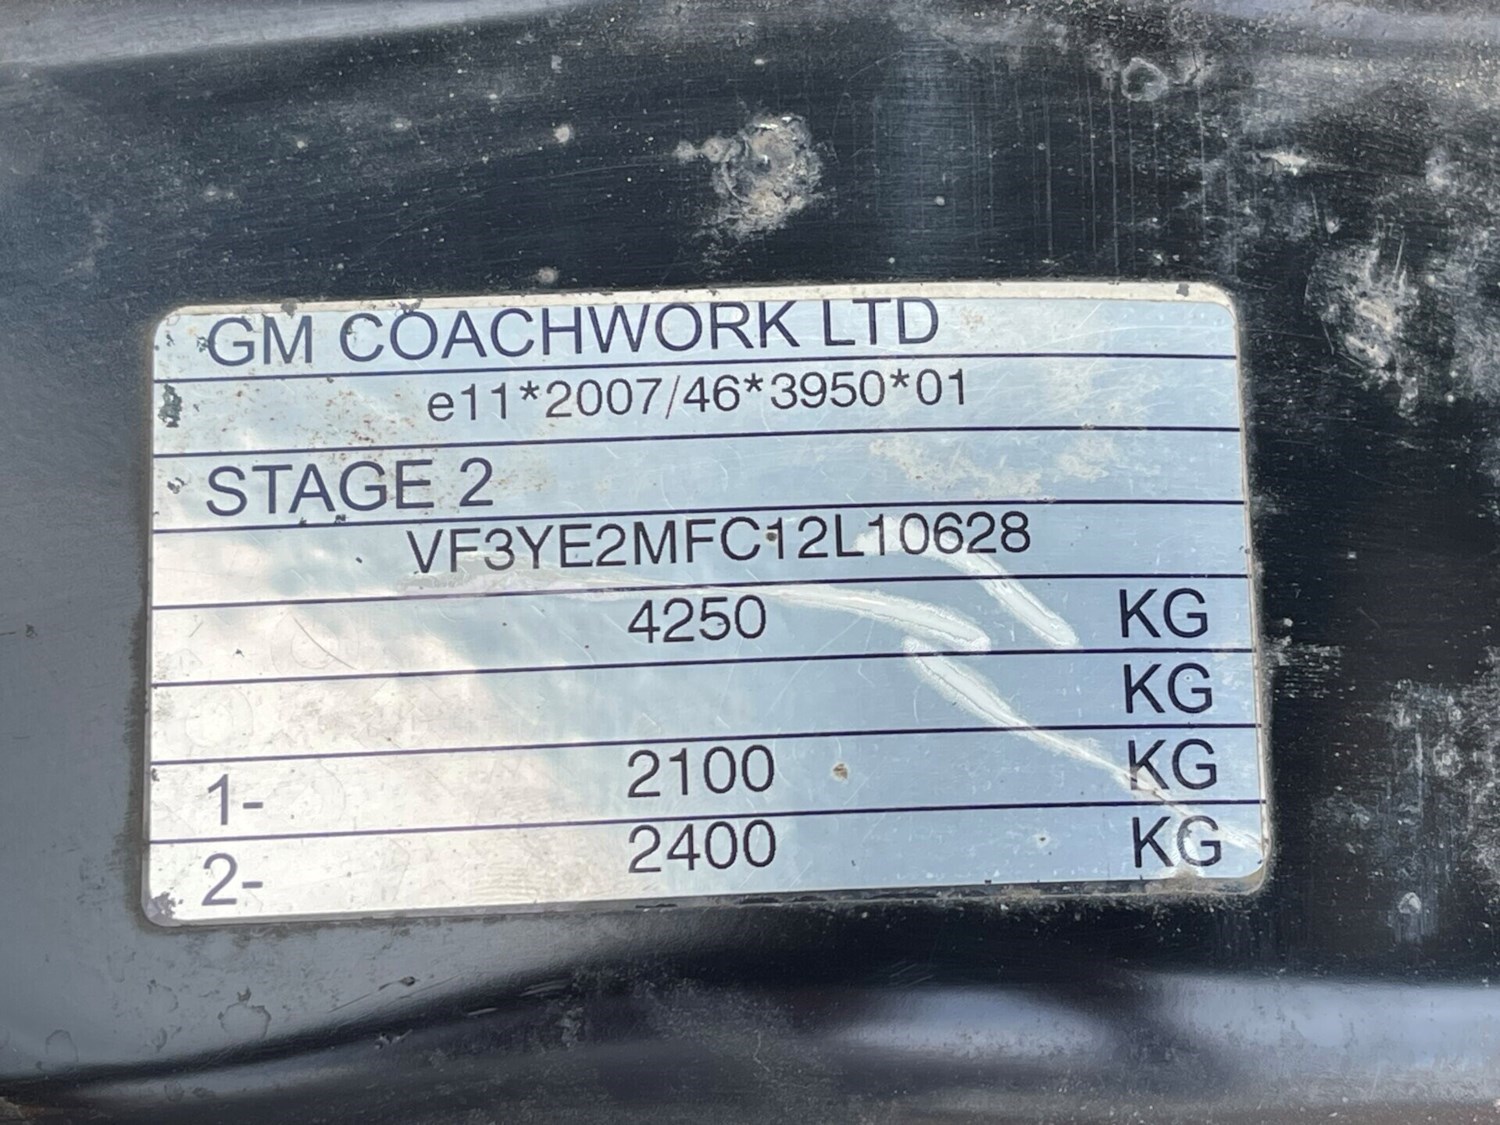 GM COACHWORK LTD
e11*2007/46*3950*01
STAGE 2
VF3YE2MFC12L10628
4250 KG
KG
1- 2100 KG
2- 2400 KG